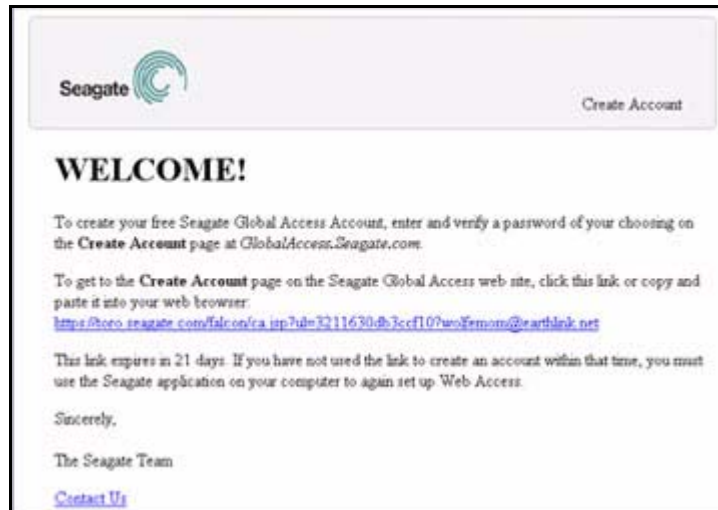 Seagate
Create Account
WELCOME!
To create your free Seagate Global Access Account, enter and verify a password of your choosing on
the Create Account page at GlobalAccess.Seagate.com.
To get to the Create Account page on the Seagate Global Access web site, click this link or copy and
paste it into your web browser:
https://toro.seagate.com/falcon/ca.jsp?ul=3211630db3ccf10?wolfemom@earthlink.net
This link expires in 21 days. If you have not used the link to create an account within that time, you must
use the Seagate application on your computer to again set up Web Access.
Sincerely,
The Seagate Team
Contact Us